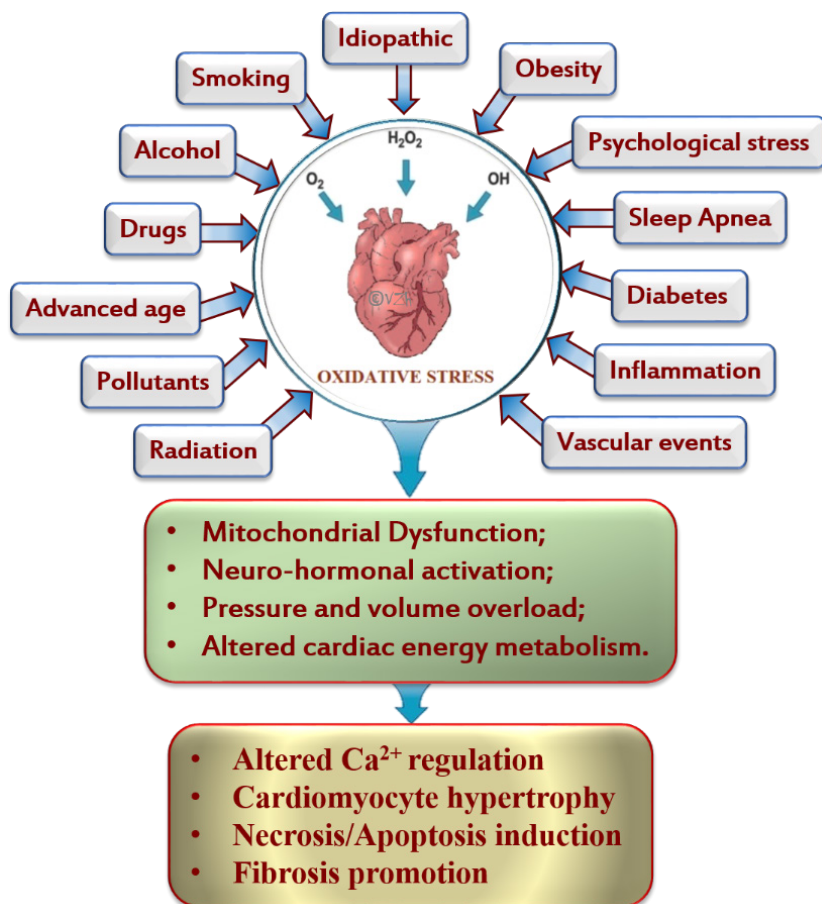 Idiopathic
Smoking
Obesity
Alcohol
Psychological stress
Drugs
Sleep Apnea
Advanced age
Diabetes
Pollutants
Inflammation
Radiation
Vascular events
H₂O₂
O₂
OH
OXIDATIVE STRESS
• Mitochondrial Dysfunction;
• Neuro-hormonal activation;
• Pressure and volume overload;
• Altered cardiac energy metabolism.
• Altered Ca²⁺ regulation
• Cardiomyocyte hypertrophy
• Necrosis/Apoptosis induction
• Fibrosis promotion